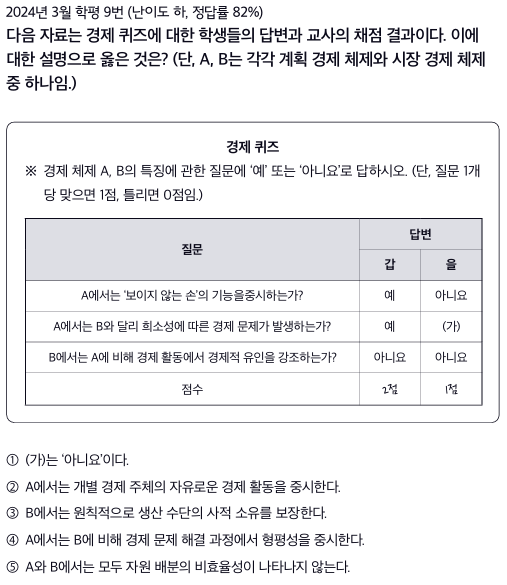 2024년 3월 학평 9번 (난이도 하, 정답률 82%)
다음 자료는 경제 퀴즈에 대한 학생들의 답변과 교사의 채점 결과이다. 이에
대한 설명으로 옳은 것은? (단, A, B는 각각 계획 경제 체제와 시장 경제 체제
중 하나임.)
경제 퀴즈
※ 경제 체제 A, B의 특징에 관한 질문에 ‘예’ 또는 ‘아니요’로 답하시오. (단, 질문 1개
당 맞으면 1점, 틀리면 0점임.)
질문 답변
갑 을
A에서는 ‘보이지 않는 손’의 기능을중시하는가? 예 아니요
A에서는 B와 달리 희소성에 따른 경제 문제가 발생하는가? 예 (가)
B에서는 A에 비해 경제 활동에서 경제적 유인을 강조하는가? 아니요 아니요
점수 2점 1점
① (가)는 ‘아니요’이다.
② A에서는 개별 경제 주체의 자유로운 경제 활동을 중시한다.
③ B에서는 원칙적으로 생산 수단의 사적 소유를 보장한다.
④ A에서는 B에 비해 경제 문제 해결 과정에서 형평성을 중시한다.
⑤ A와 B에서는 모두 자원 배분의 비효율성이 나타나지 않는다.